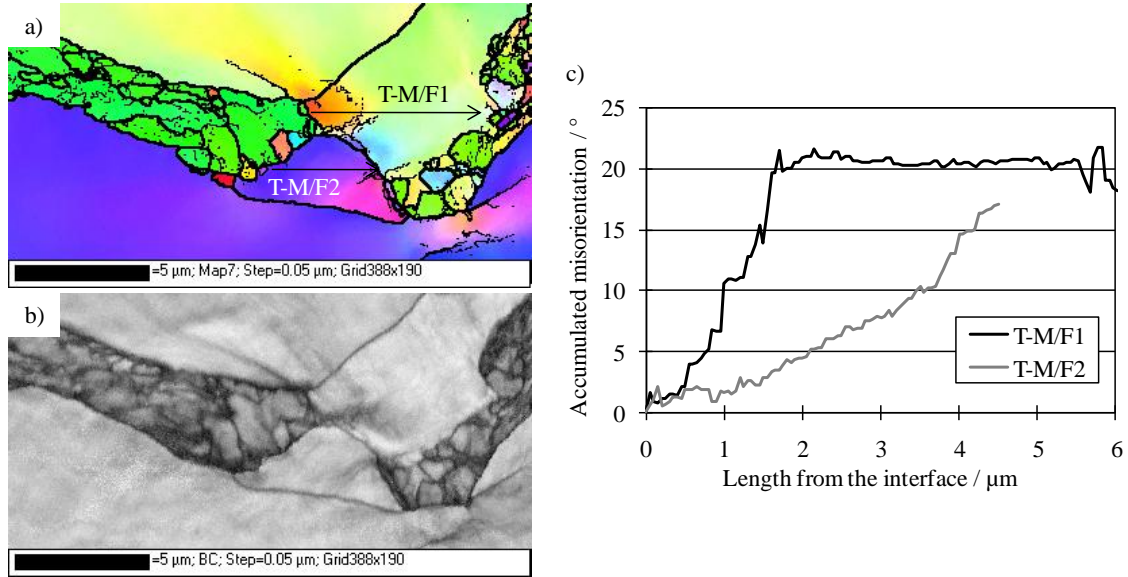 a)
T-M/F1
T-M/F2
=5 µm; Map7; Step=0.05 µm; Grid388x190
b)
=5 µm; BC; Step=0.05 µm; Grid388x190
c)
Accumulated misorientation / °
25
20
15
10
5
0
T-M/F1
T-M/F2
0 1 2 3 4 5 6
Length from the interface / µm